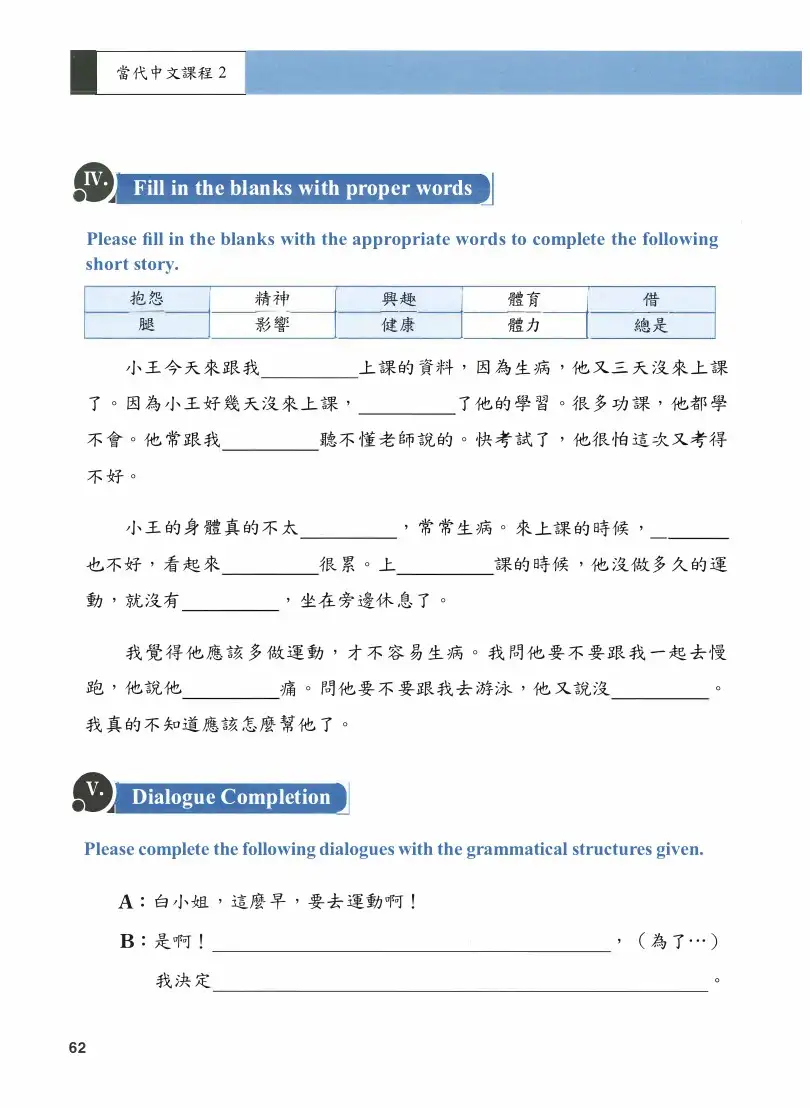 當代中文課程 2
IV.
Fill in the blanks with proper words
Please fill in the blanks with the appropriate words to complete the following
short story.
抱怨 精神 興趣 體育 借
腿 影響 健康 體力 總是
小王今天來跟我__________上課的資料，因為生病，他又三天沒來上課
了。因為小王好幾天沒來上課，__________了他的學習。很多功課，他都學
不會。他常跟我__________聽不懂老師說的。快考試了，他很怕這次又考得
不好。
小王的身體真的不太__________，常常生病。來上課的時候，________
也不好，看起來__________很累。上__________課的時候，他沒做多久的運
動，就沒有__________，坐在旁邊休息了。
我覺得他應該多做運動，才不容易生病。我問他要不要跟我一起去慢
跑，他說他__________痛。問他要不要跟我去游泳，他又說沒__________。
我真的不知道應該怎麼幫他了。
V.
Dialogue Completion
Please complete the following dialogues with the grammatical structures given.
A：白小姐，這麼早，要去運動啊！
B：是啊！________________________________________，（為了…）
我決定__________________________________________________。
62